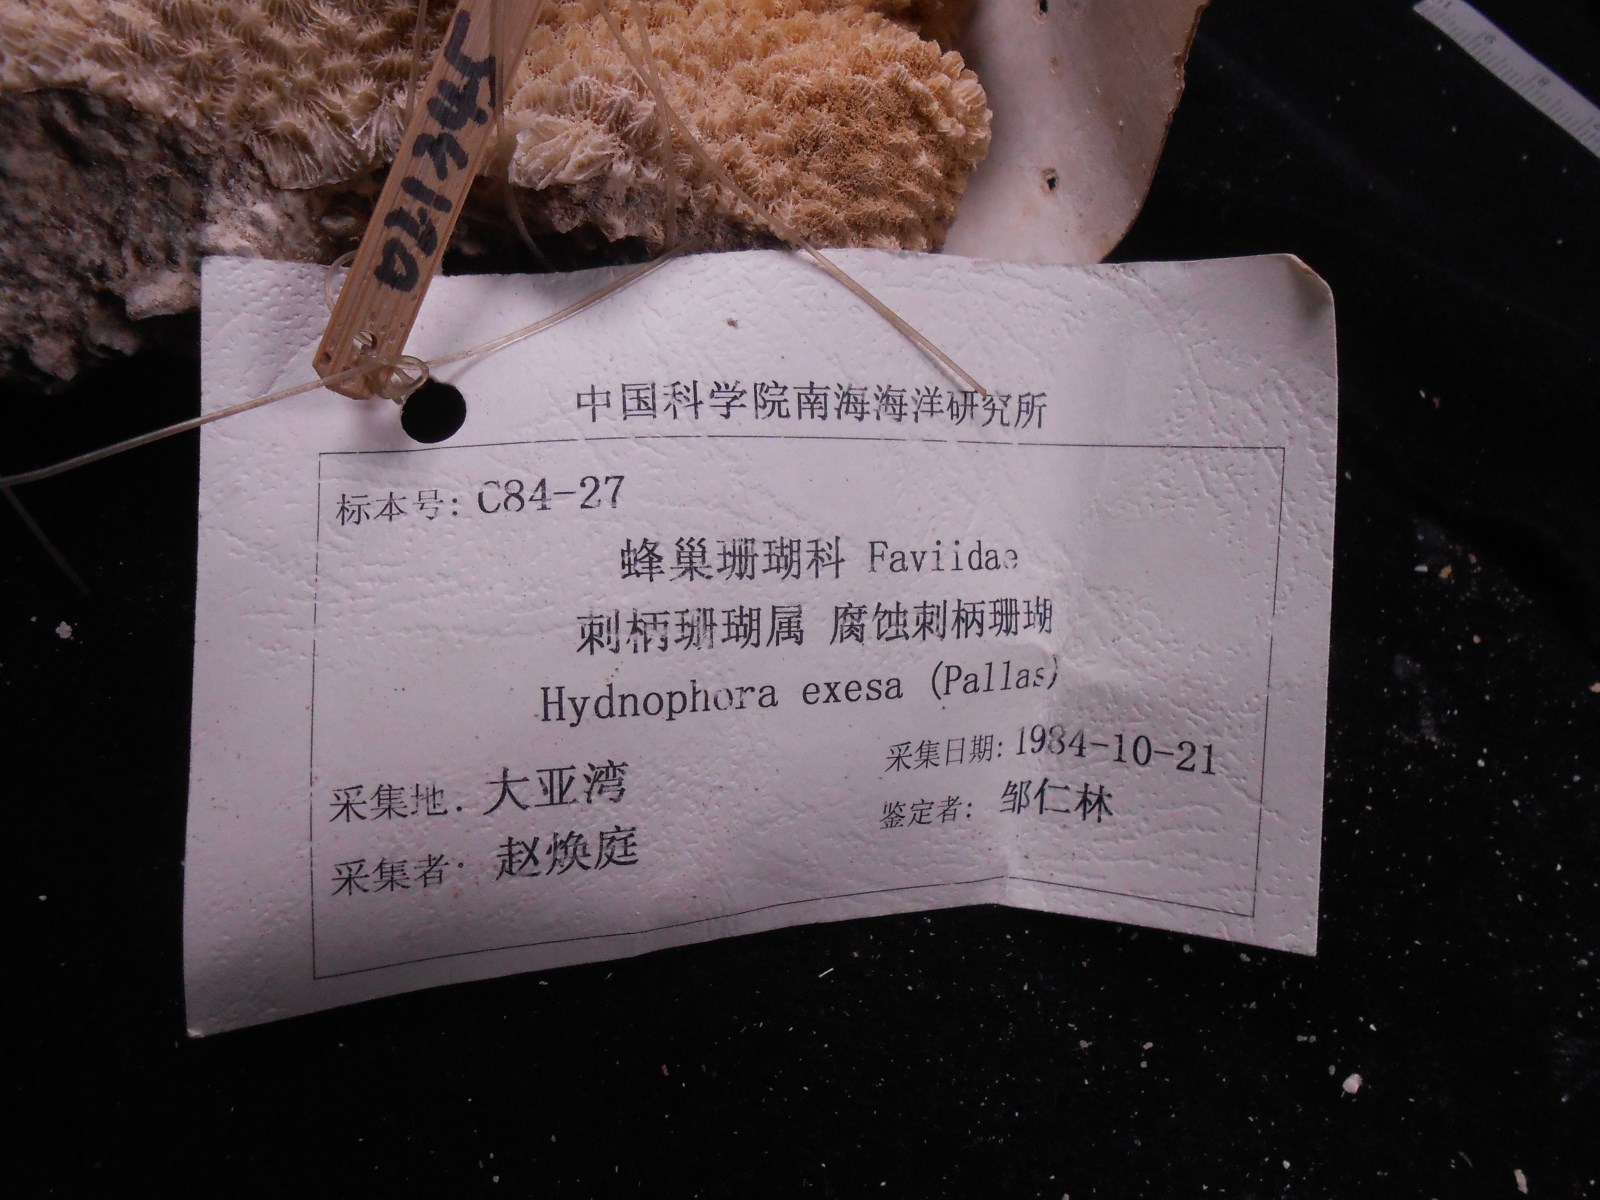 中国科学院南海海洋研究所
标本号: C84-27
蜂巢珊瑚科 Faviidae
刺柄珊瑚属 腐蚀刺柄珊瑚
Hydnophora exesa (Pallas)
采集地: 大亚湾
采集日期: 1984-10-21
采集者: 赵焕庭
鉴定者: 邹仁林